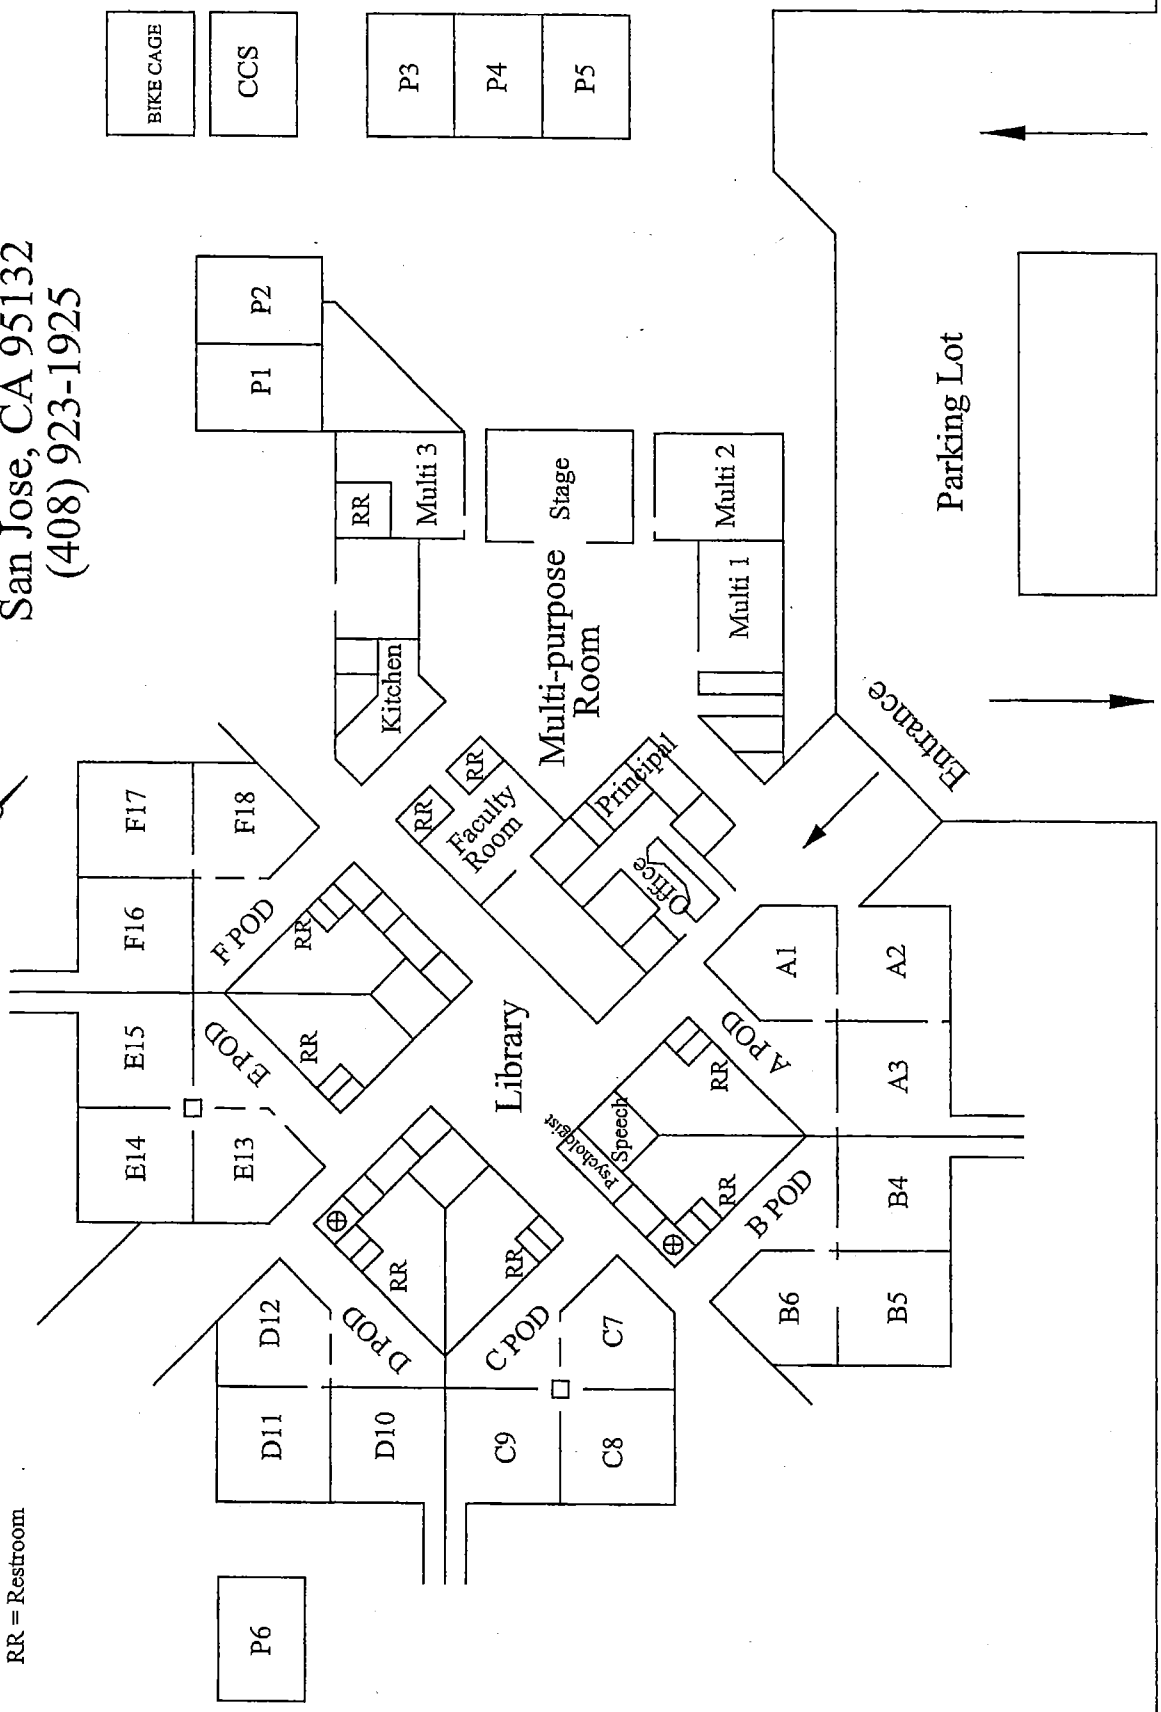 San Jose, CA 95132
(408) 923-1925
RR = Restroom
BIKE CAGE
CCS
P3
P4
P5
P1
P2
RR
Multi 3
Stage
Multi 2
Multi 1
Kitchen
Multi-purpose
Room
Parking Lot
Entrance
RR
RR
Faculty
Room
Principal
Office
F17
F18
F16
F POD
RR
E15
E POD
RR
E14
E13
Library
A1
A2
A3
A POD
RR
Speech
Psychologist
RR
B POD
B4
B5
B6
D12
D11
D10
D POD
RR
C POD
RR
C7
C8
C9
P6